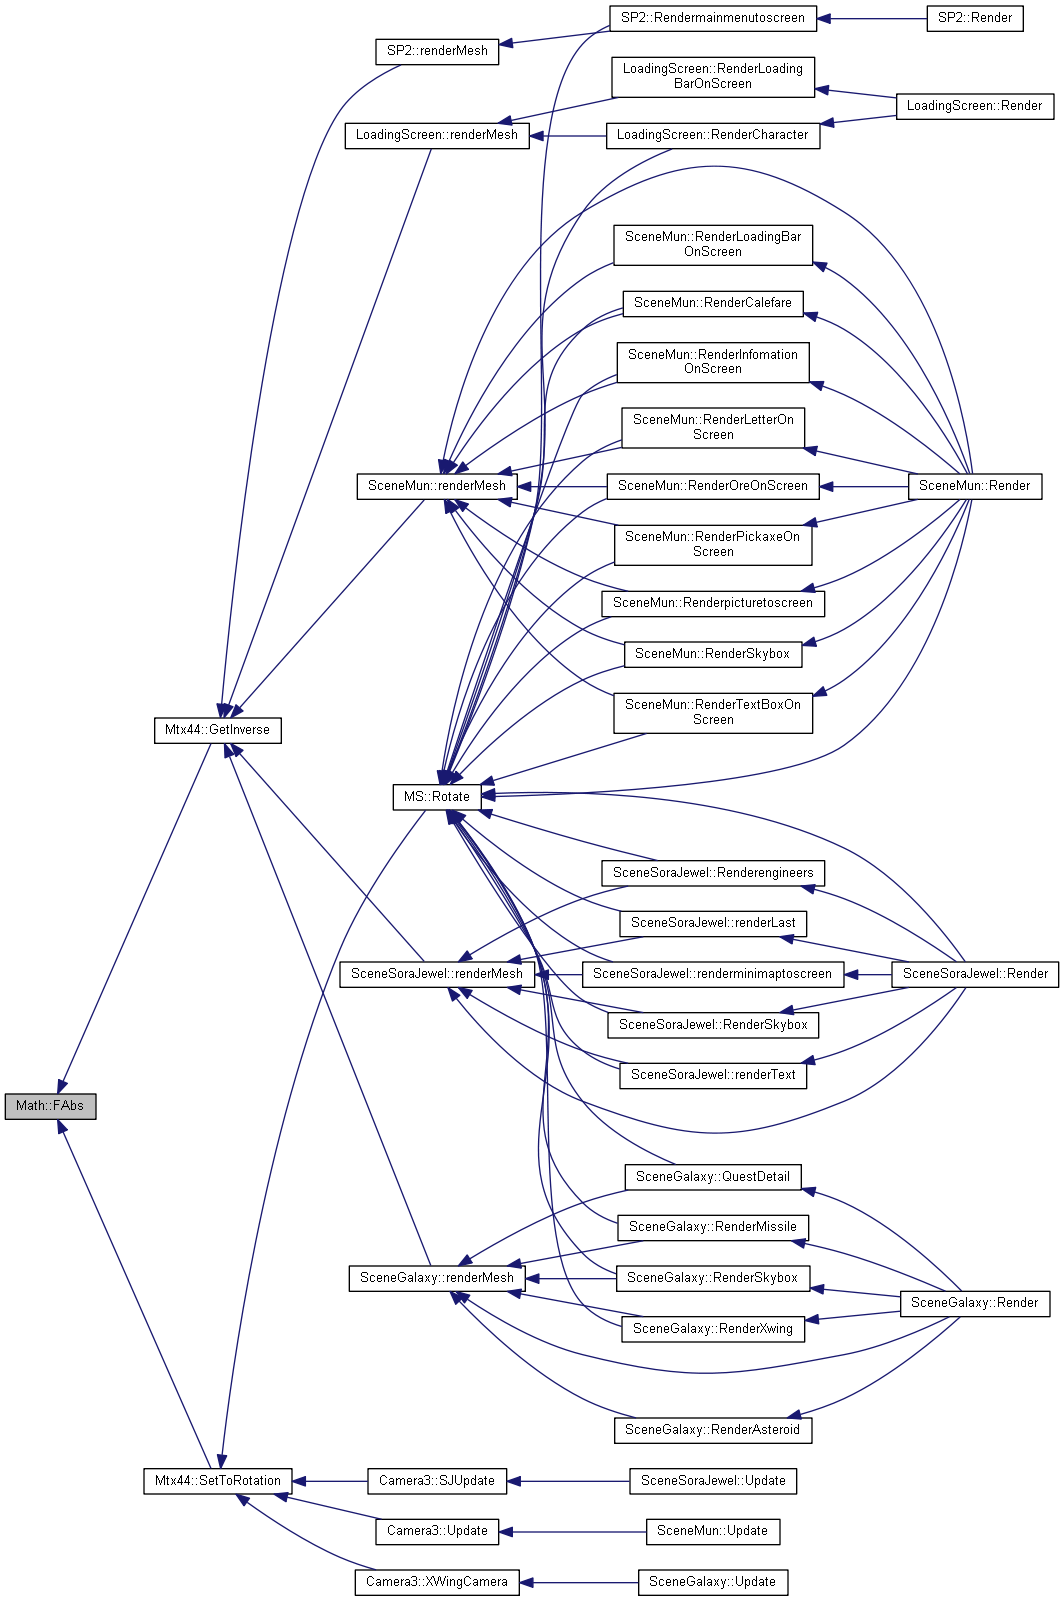 SP2::Rendermainmenutoscreen
SP2::Render
SP2::renderMesh
LoadingScreen::RenderLoading
BarOnScreen
LoadingScreen::Render
LoadingScreen::renderMesh
LoadingScreen::RenderCharacter
SceneMun::RenderLoadingBar
OnScreen
SceneMun::RenderCalefare
SceneMun::RenderInfomation
OnScreen
SceneMun::RenderLetterOn
Screen
SceneMun::renderMesh
SceneMun::RenderOreOnScreen
SceneMun::Render
SceneMun::RenderPickaxeOn
Screen
SceneMun::Renderpicturetoscreen
SceneMun::RenderSkybox
SceneMun::RenderTextBoxOn
Screen
Mtx44::GetInverse
MS::Rotate
SceneSoraJewel::Renderengineers
SceneSoraJewel::renderLast
SceneSoraJewel::renderMesh
SceneSoraJewel::renderminimaptoscreen
SceneSoraJewel::Render
SceneSoraJewel::RenderSkybox
SceneSoraJewel::renderText
Math::FAbs
SceneGalaxy::QuestDetail
SceneGalaxy::RenderMissile
SceneGalaxy::renderMesh
SceneGalaxy::RenderSkybox
SceneGalaxy::Render
SceneGalaxy::RenderXwing
SceneGalaxy::RenderAsteroid
Mtx44::SetToRotation
Camera3::SJUpdate
SceneSoraJewel::Update
Camera3::Update
SceneMun::Update
Camera3::XWingCamera
SceneGalaxy::Update